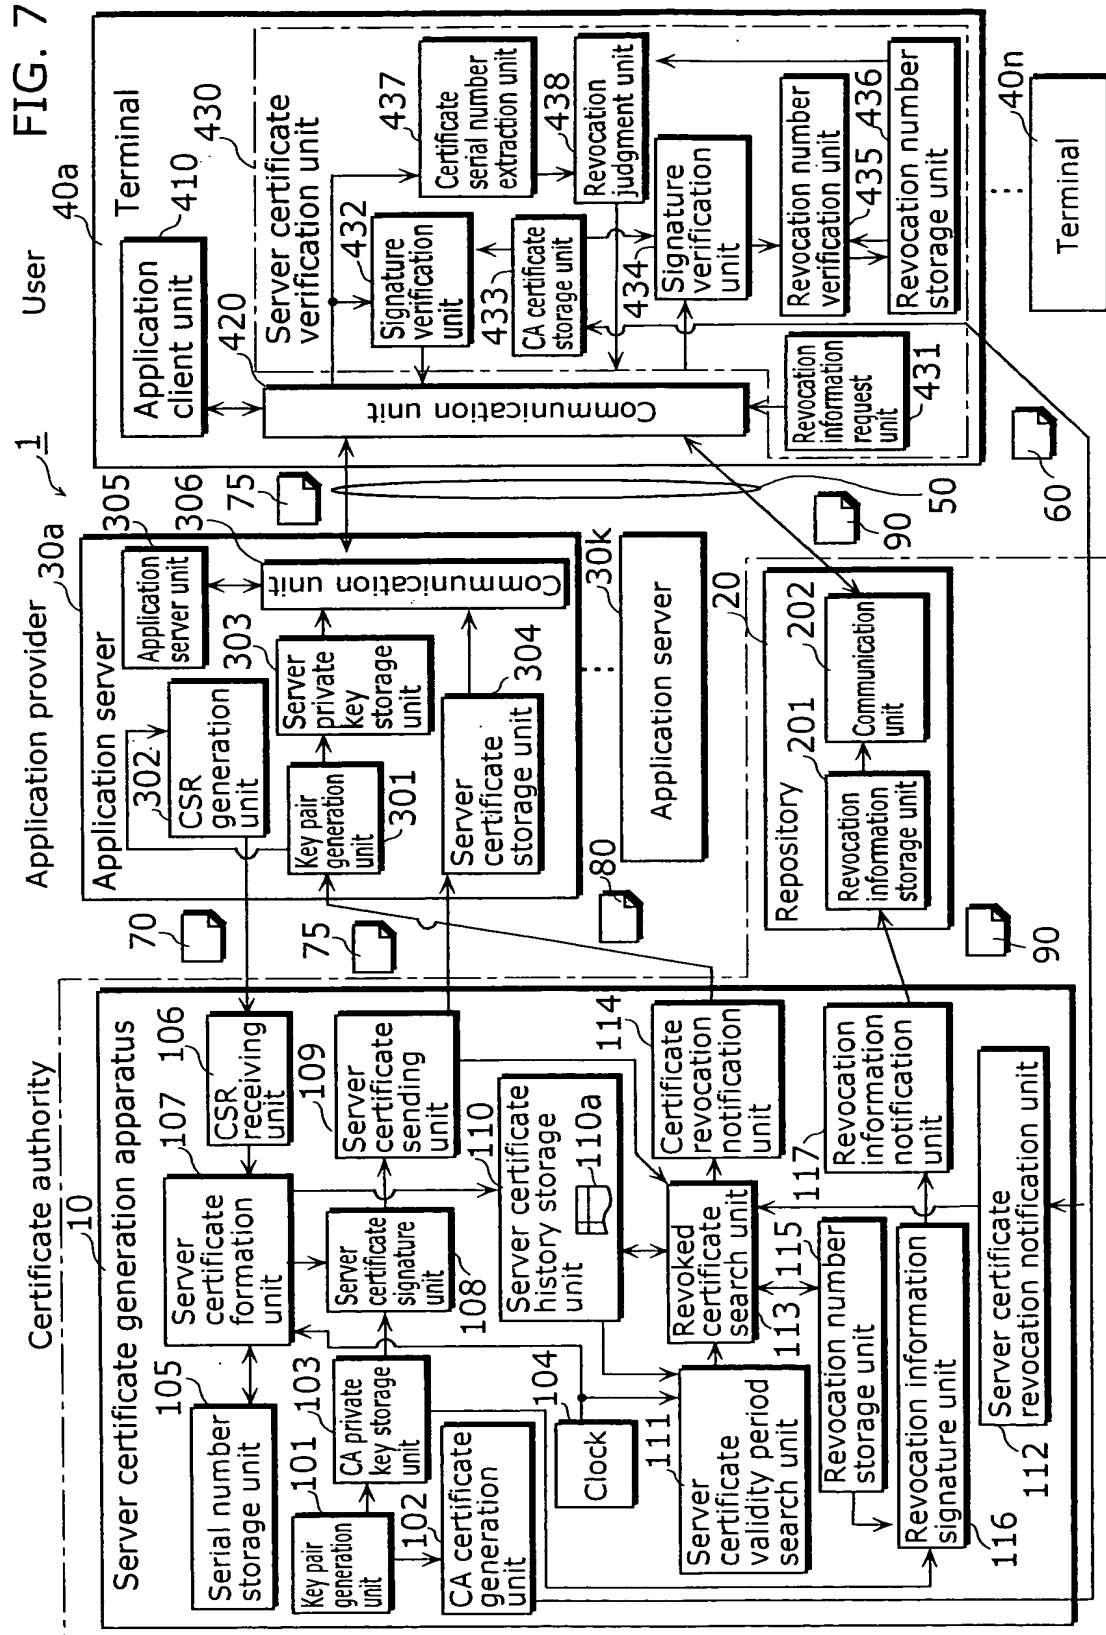 FIG. 7
Certificate authority
10
Server certificate generation apparatus
105
Serial number
storage unit
107
Server
certificate
formation
unit
106
CSR
receiving
unit
101
Key pair
generation
unit
103
CA private
key storage
unit
Server
certificate
signature
unit
108
109
Server
certificate
sending
unit
102
CA certificate
generation
unit
110
Server certificate
history storage
unit
110a
104
Clock
111
Server
certificate
validity period
search unit
Revoked
certificate
search unit
113
114
Certificate
revocation
notification
unit
115
Revocation number
storage unit
117
Revocation
information
notification
unit
Revocation information
signature unit
116
112
Server certificate
revocation notification unit
70
75
80
90
Application provider
30a
Application server
302
CSR
generation
unit
305
Application
server unit
Key pair
generation
unit
301
303
Server
private
key
storage
unit
306
Communication
unit
Server
certificate
storage unit
304
30k
Application server
20
Repository
201
Revocation
information
storage unit
202
Communication
unit
1
75
50
90
60
User
40a
Terminal
410
Application
client unit
420
Communication
unit
430
Server certificate
verification unit
432
Signature
verification
unit
437
Certificate
serial number
extraction unit
433
CA certificate
storage unit
438
Revocation
judgment unit
434
Signature
verification
unit
Revocation number
verification unit
435
436
Revocation number
storage unit
Revocation
information
request
unit
431
40n
Terminal